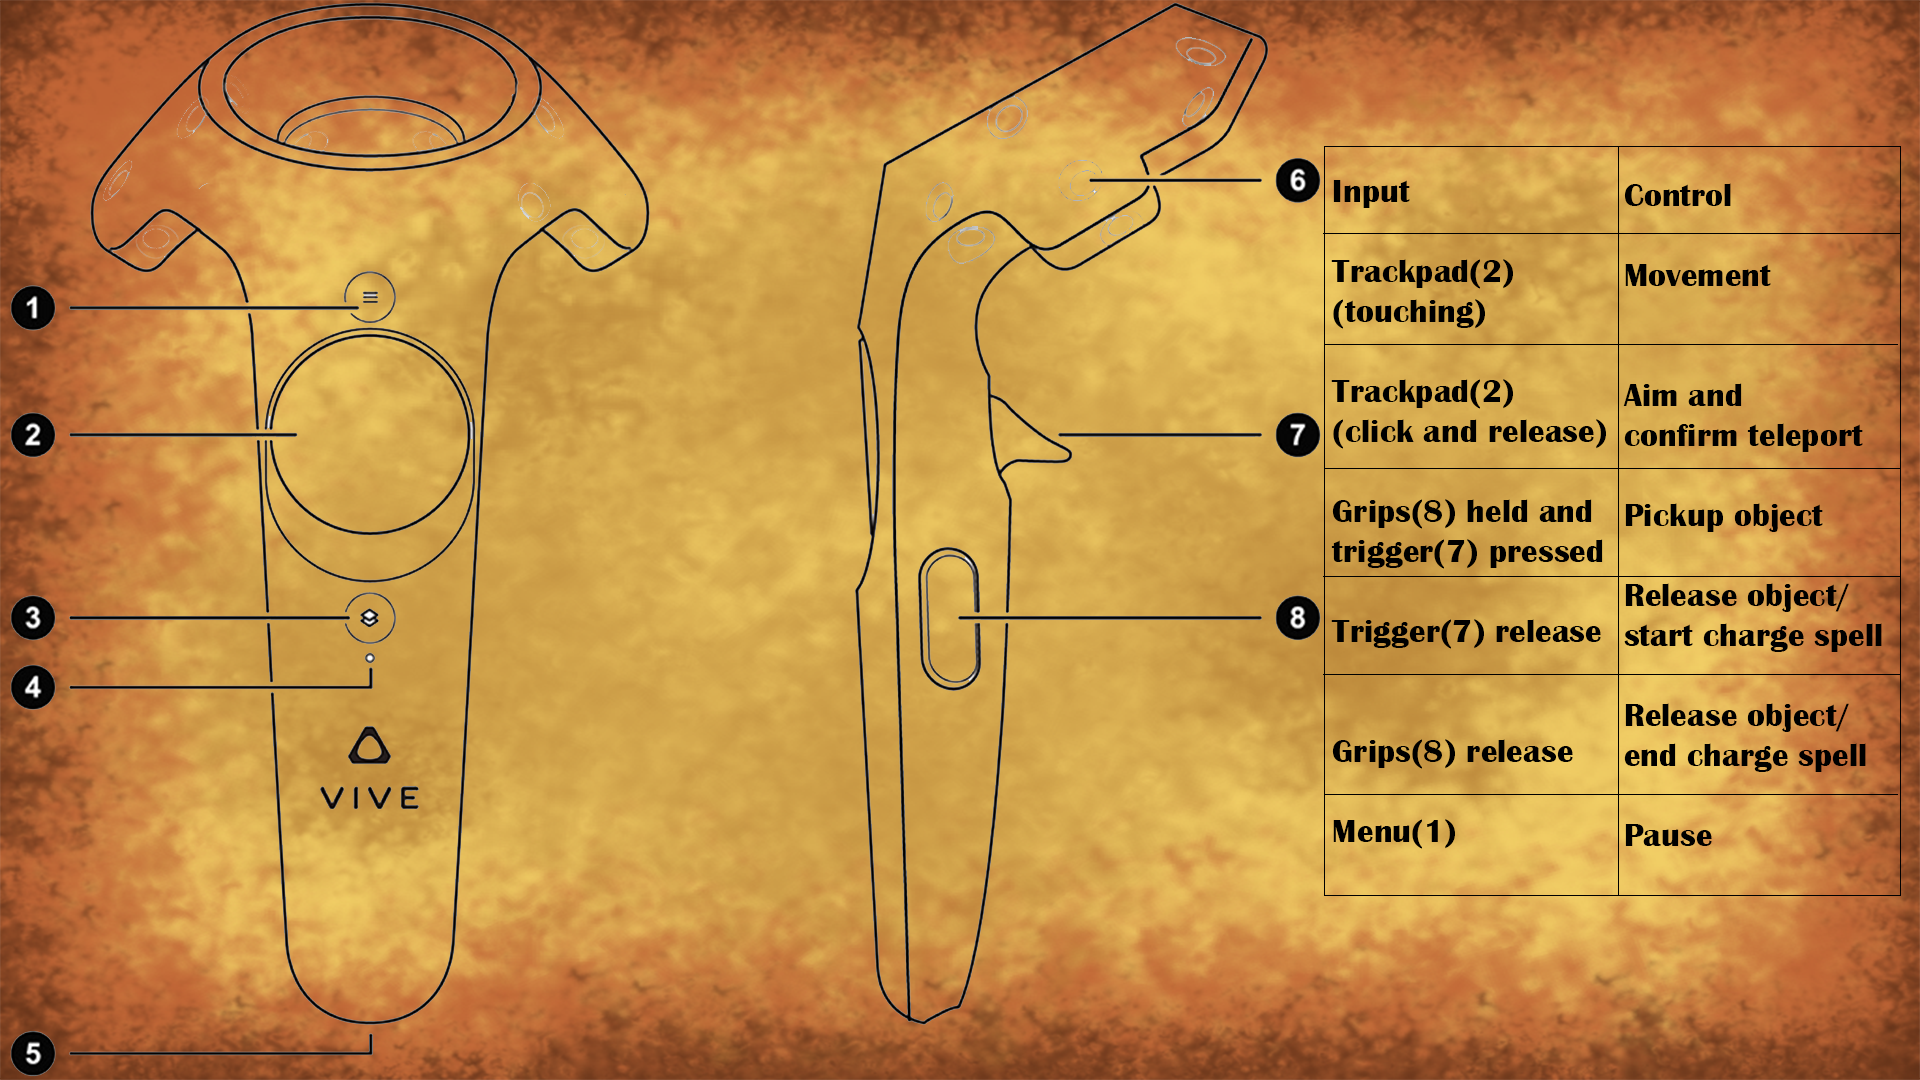 1
2
3
4
VIVE
5
6
7
8
Input
Control
Trackpad(2)
(touching)
Movement
Trackpad(2)
(click and release)
Aim and
confirm teleport
Grips(8) held and
trigger(7) pressed
Pickup object
Trigger(7) release
Release object/
start charge spell
Grips(8) release
Release object/
end charge spell
Menu(1)
Pause